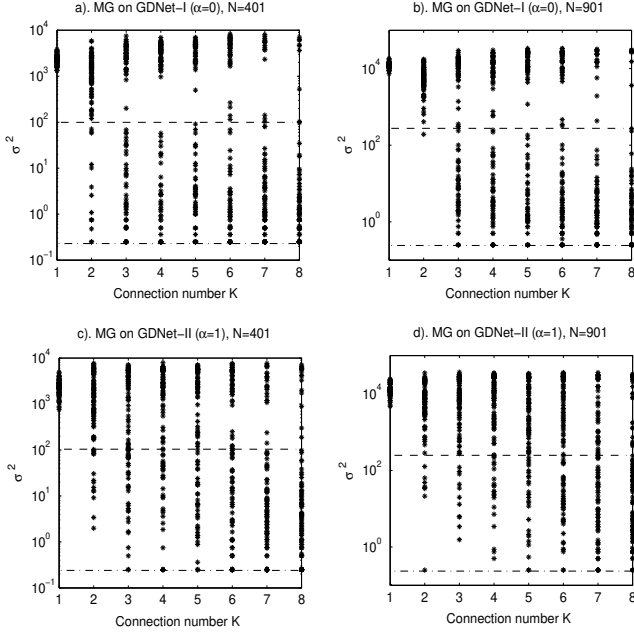 a). MG on GDNet-I (α=0), N=401
10^4
10^3
10^2
10^1
10^0
10^-1
σ^2
1 2 3 4 5 6 7 8
Connection number K
b). MG on GDNet-I (α=0), N=901
10^4
10^2
10^0
σ^2
1 2 3 4 5 6 7 8
Connection number K
c). MG on GDNet-II (α=1), N=401
10^4
10^3
10^2
10^1
10^0
10^-1
σ^2
1 2 3 4 5 6 7 8
Connection number K
d). MG on GDNet-II (α=1), N=901
10^4
10^2
10^0
σ^2
1 2 3 4 5 6 7 8
Connection number K